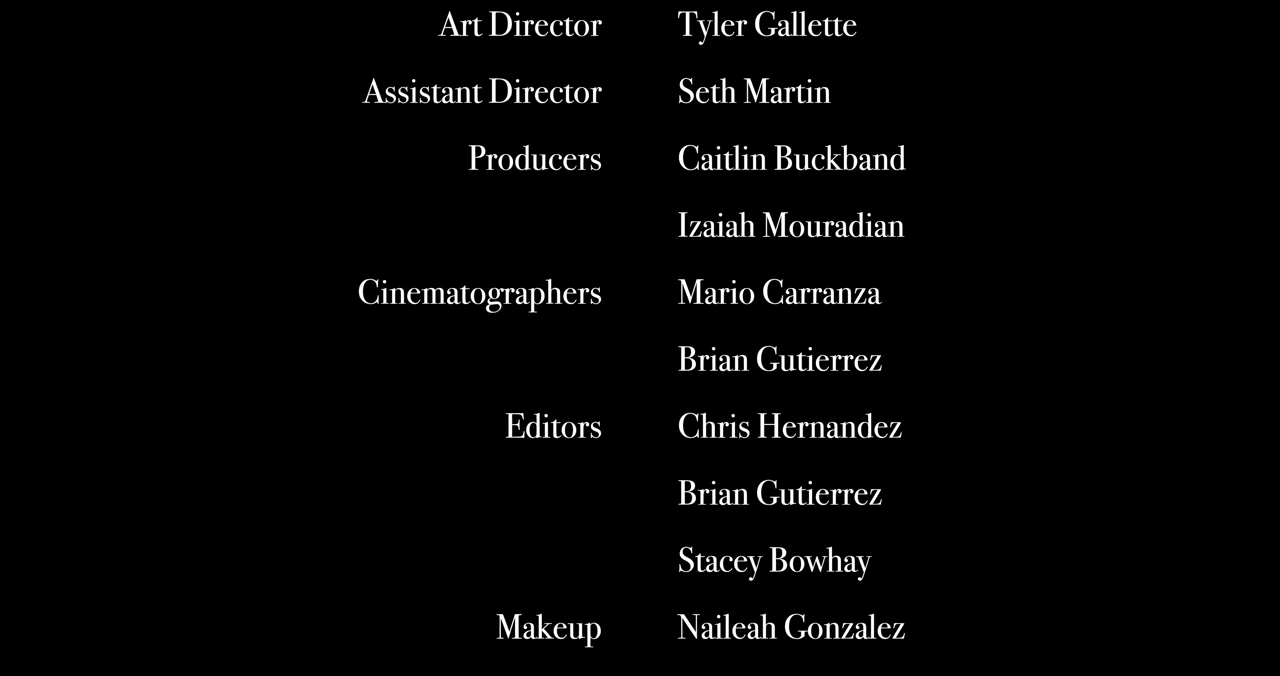 Art Director Tyler Gallette
Assistant Director Seth Martin
Producers Caitlin Buckband
Izaiah Mouradian
Cinematographers Mario Carranza
Brian Gutierrez
Editors Chris Hernandez
Brian Gutierrez
Stacey Bowhay
Makeup Naileah Gonzalez